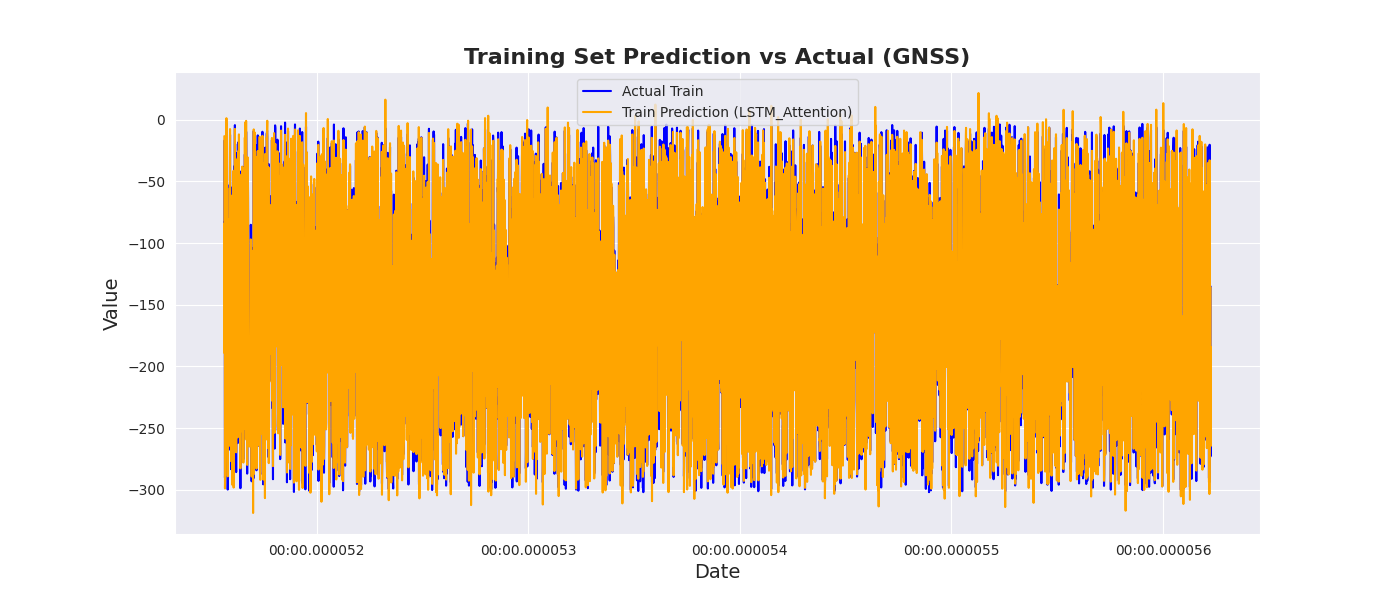 Training Set Prediction vs Actual (GNSS)
Actual Train
Train Prediction (LSTM_Attention)
Value
0
−50
−100
−150
−200
−250
−300
00:00.000052 00:00.000053 00:00.000054 00:00.000055 00:00.000056
Date